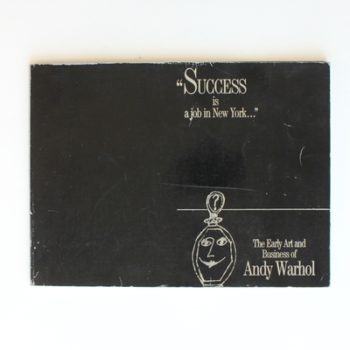 “SUCCESS
is
a job in New York...”
?
The Early Art and
Business of
Andy Warhol